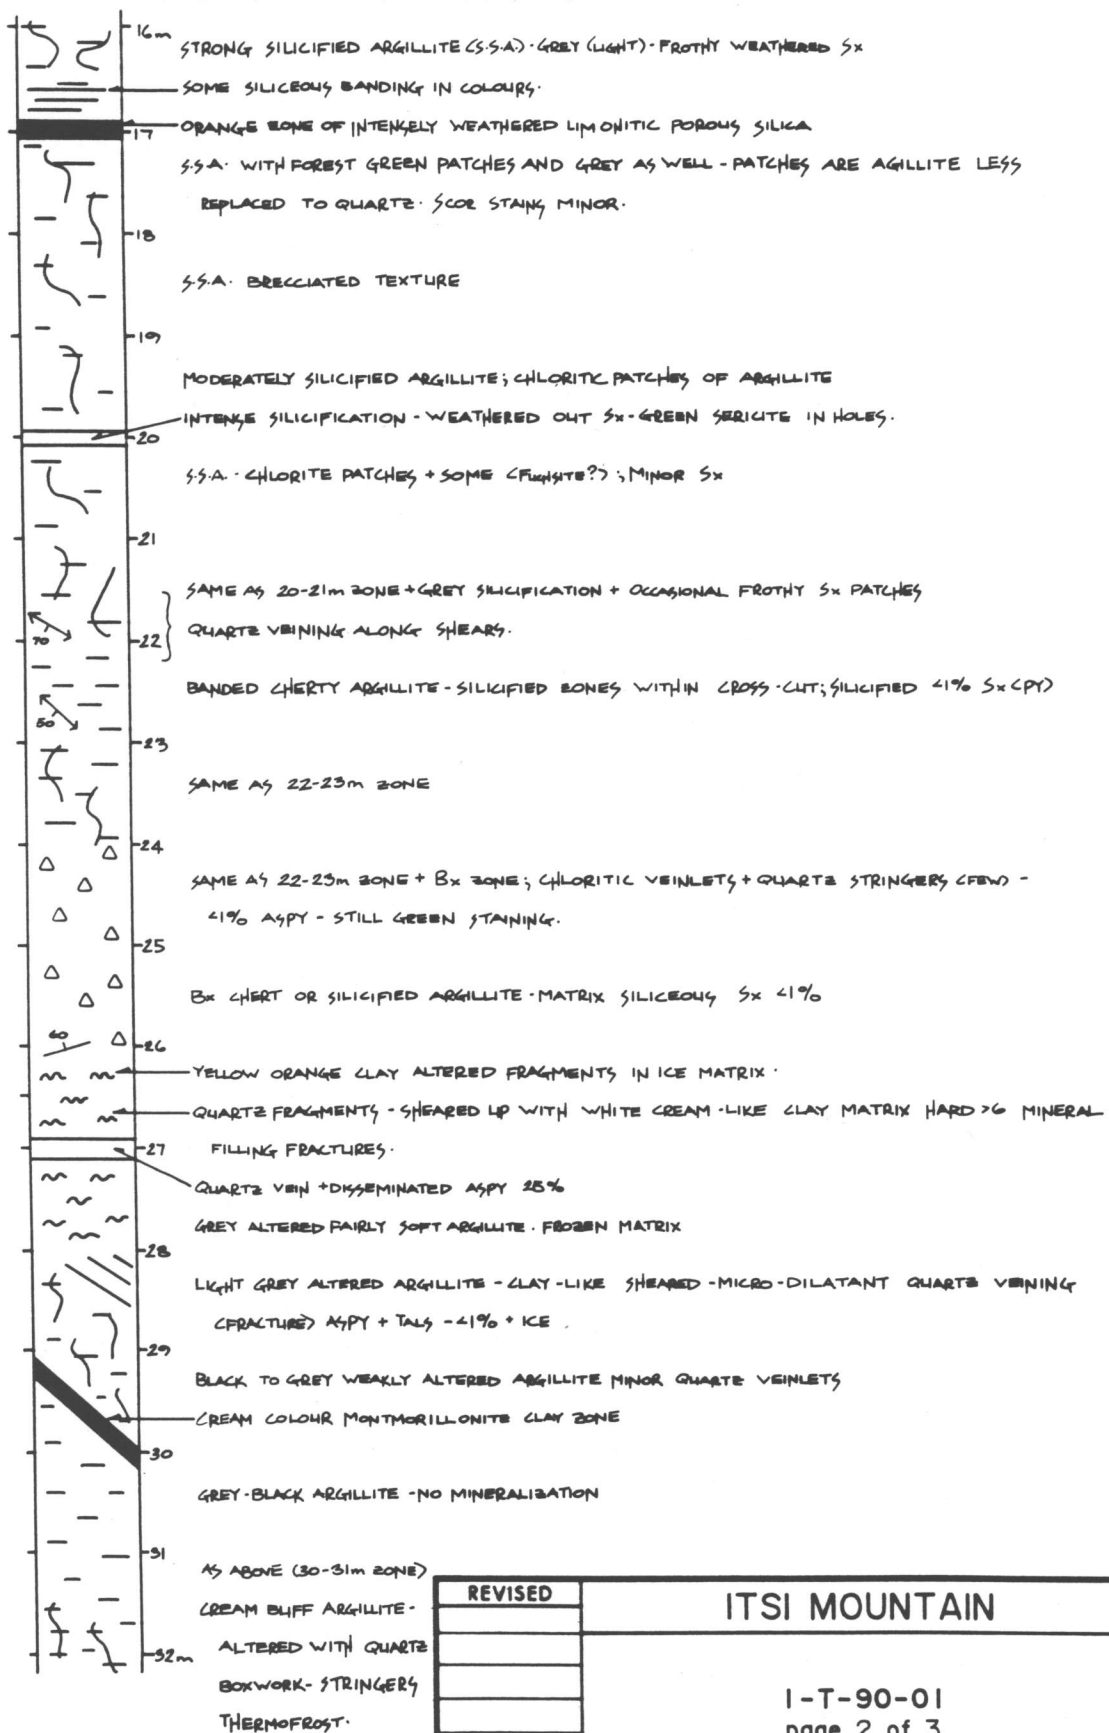 16m
STRONG SILICIFIED ARGILLITE (S.S.A.) - GREY (LIGHT) - FROTHY WEATHERED Sx
SOME SILICEOUS BANDING IN COLOURS.
ORANGE ZONE OF INTENSELY WEATHERED LIMONITIC POROUS SILICA
17
S.S.A. WITH FOREST GREEN PATCHES AND GREY AS WELL - PATCHES ARE AGILLITE LESS
REPLACED TO QUARTZ. SCOR STAING MINOR.
18
S.S.A. BRECCIATED TEXTURE
19
MODERATELY SILICIFIED ARGILLITE; CHLORITIC PATCHES OF ARGILLITE
INTENSE SILICIFICATION - WEATHERED OUT Sx - GREEN SERICITE IN HOLES.
20
S.S.A. - CHLORITE PATCHES + SOME (FUCHSITE?); MINOR Sx
21
SAME AS 20-21m ZONE + GREY SILICIFICATION + OCCASIONAL FROTHY Sx PATCHES
QUARTZ VEINING ALONG SHEARS.
70
22
BANDED CHERTY ARGILLITE - SILICIFIED ZONES WITHIN CROSS-CUT; SILICIFIED <1% Sx (PY)
50
23
SAME AS 22-23m ZONE
24
SAME AS 22-23m ZONE + Bx ZONE; CHLORITIC VEINLETS + QUARTZ STRINGERS (FEW) -
<1% ASPY - STILL GREEN STAINING.
25
Bx CHERT OR SILICIFIED ARGILLITE - MATRIX SILICEOUS Sx <1%
60
26
YELLOW ORANGE CLAY ALTERED FRAGMENTS IN ICE MATRIX.
QUARTZ FRAGMENTS - SHEARED UP WITH WHITE CREAM-LIKE CLAY MATRIX HARD >6 MINERAL
27
FILLING FRACTURES.
QUARTZ VEIN + DISSEMINATED ASPY 25%
GREY ALTERED FAIRLY SOFT ARGILLITE. FROZEN MATRIX
28
LIGHT GREY ALTERED ARGILLITE - CLAY-LIKE SHEARED - MICRO-DILATANT QUARTZ VEINING
(FRACTURE) ASPY + TALS - <1% + ICE
29
BLACK TO GREY WEAKLY ALTERED ARGILLITE MINOR QUARTZ VEINLETS
CREAM COLOUR MONTMORILLONITE CLAY ZONE
30
GREY-BLACK ARGILLITE - NO MINERALIZATION
31
AS ABOVE (30-31m ZONE)
CREAM BUFF ARGILLITE -
ALTERED WITH QUARTZ
32m
BOXWORK - STRINGERS
THERMOFROST.
REVISED
ITSI MOUNTAIN
I-T-90-01
page 2 of 3